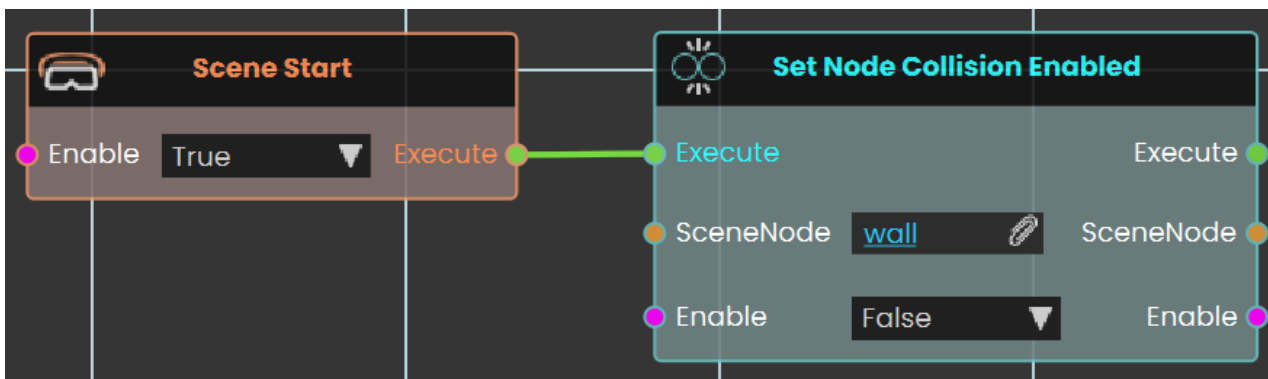 Scene Start
Set Node Collision Enabled
Enable True Execute
Execute Execute
SceneNode wall SceneNode
Enable False Enable